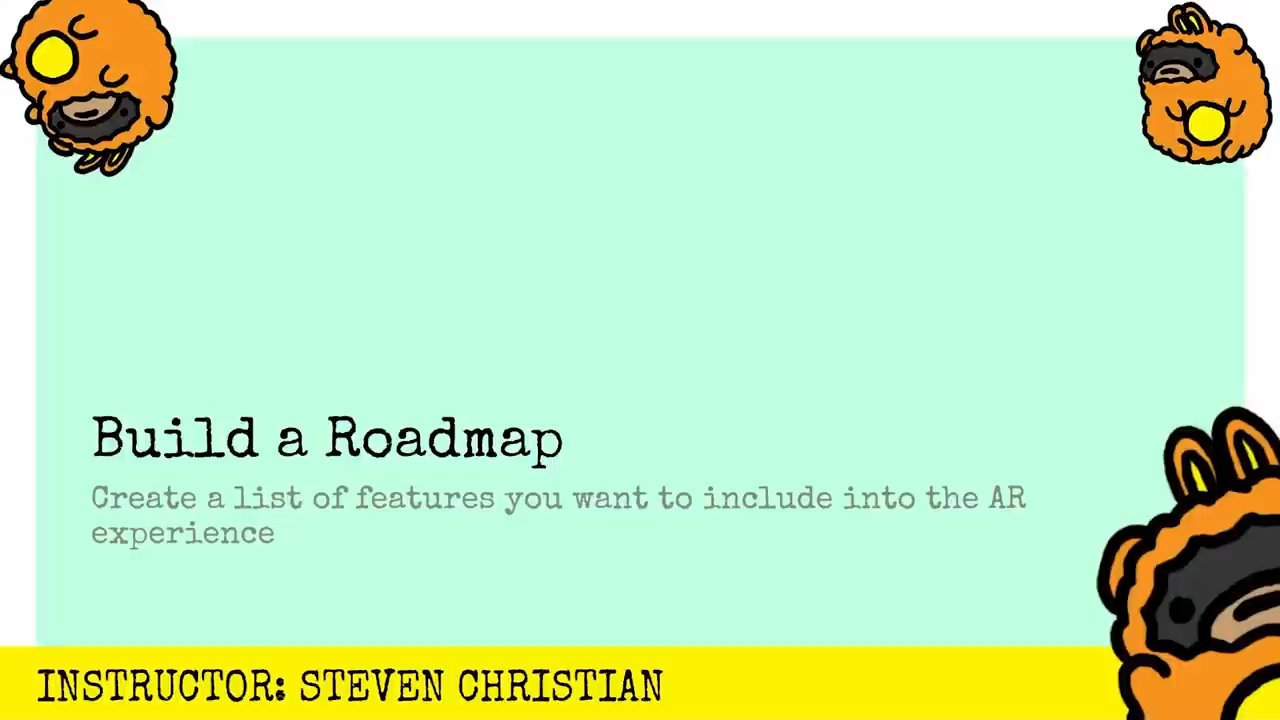 Build a Roadmap
Create a list of features you want to include into the AR
experience
INSTRUCTOR: STEVEN CHRISTIAN